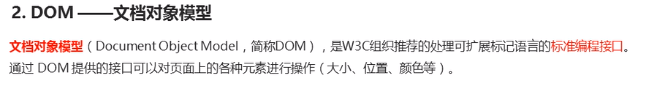 2. DOM ——文档对象模型
文档对象模型（Document Object Model，简称DOM），是W3C组织推荐的处理可扩展标记语言的标准编程接口。
通过 DOM 提供的接口可以对页面上的各种元素进行操作（大小、位置、颜色等）。